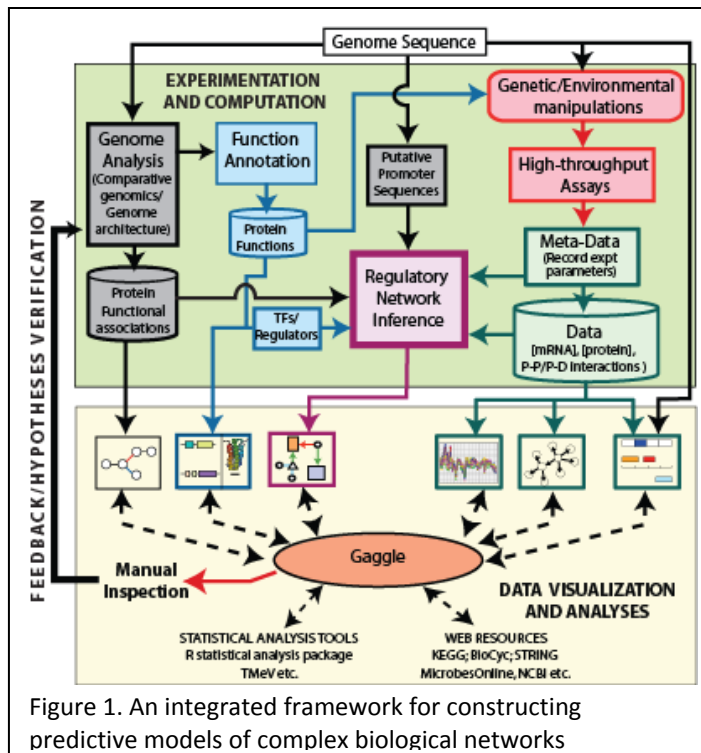 Genome Sequence
EXPERIMENTATION
AND COMPUTATION
Genetic/Environmental
manipulations
Genome
Analysis
(Comparative
genomics/
Genome
architecture)
Function
Annotation
Putative
Promoter
Sequences
High-throughput
Assays
Protein
Functions
Meta-Data
(Record expt
parameters)
Regulatory
Network
Inference
Protein
Functional
associations
TFs/
Regulators
Data
[mRNA], [protein],
P-P/P-D interactions )
FEEDBACK/HYPOTHESES VERIFICATION
Gaggle
Manual
Inspection
DATA VISUALIZATION
AND ANALYSES
STATISTICAL ANALYSIS TOOLS
R statistical analysis package
TMeV etc.
WEB RESOURCES
KEGG; BioCyc; STRING
MicrobesOnline, NCBI etc.
Figure 1. An integrated framework for constructing
predictive models of complex biological networks